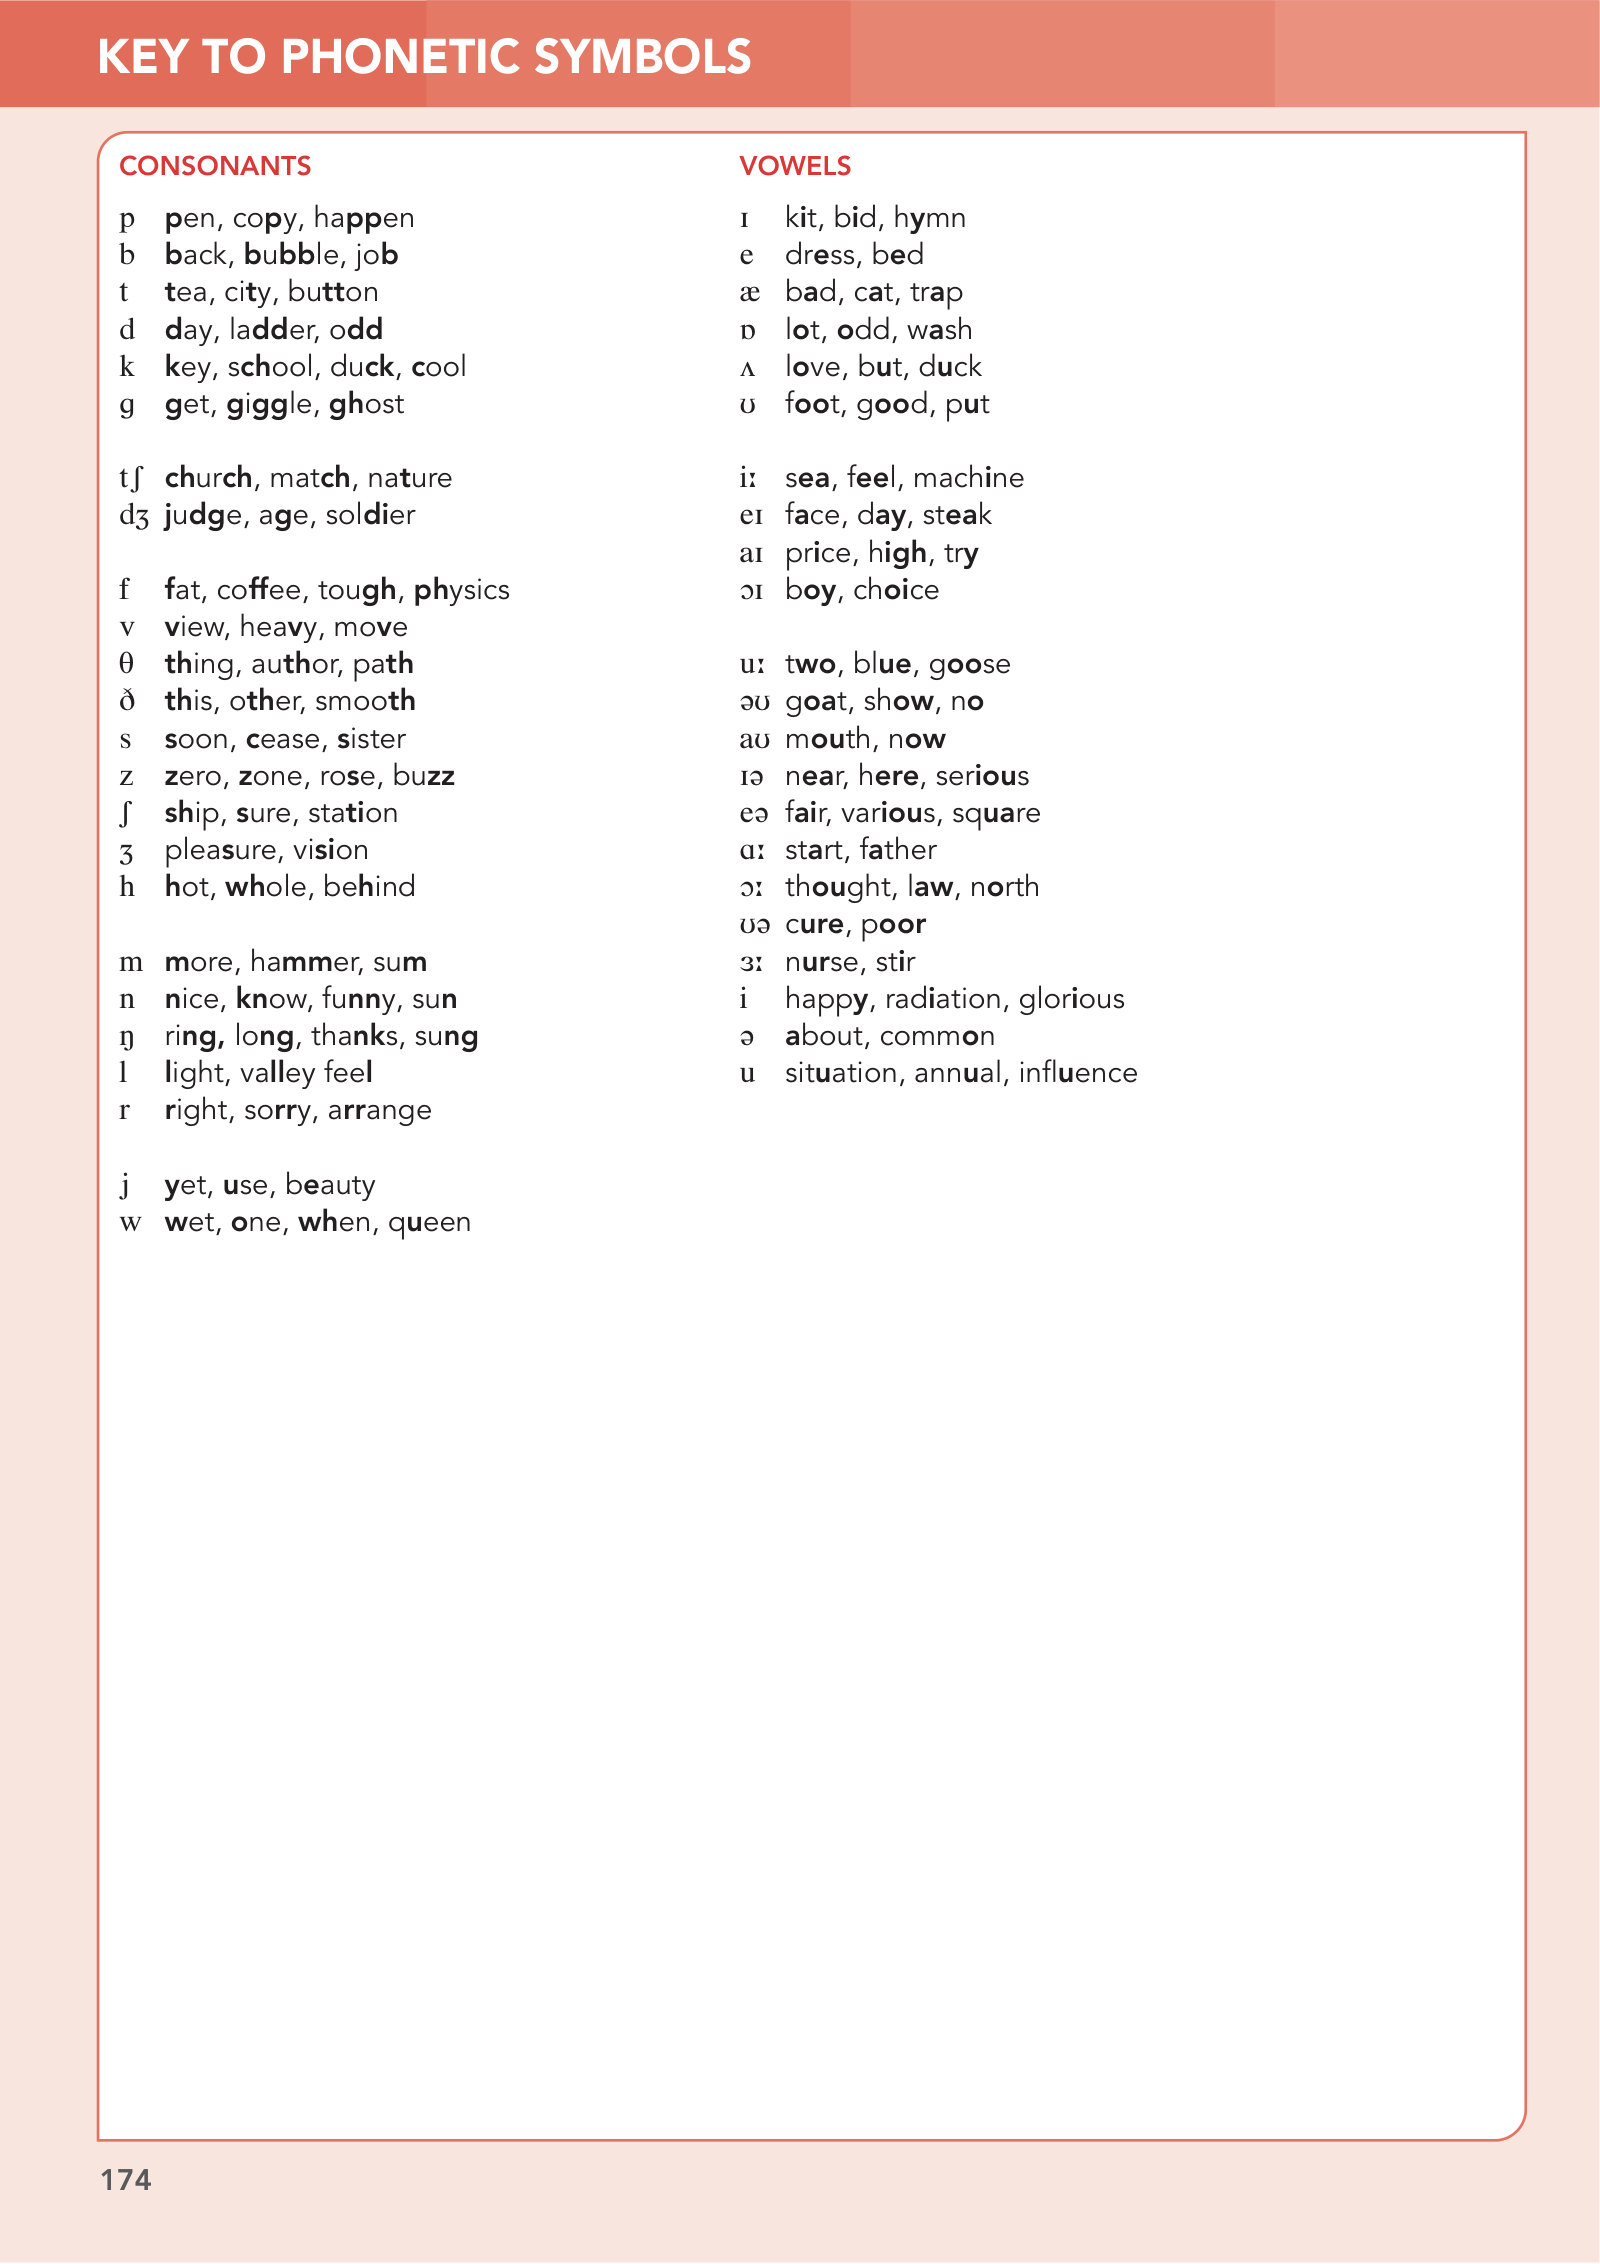 KEY TO PHONETIC SYMBOLS
CONSONANTS
p pen, copy, happen
b back, bubble, job
t tea, city, button
d day, ladder, odd
k key, school, duck, cool
g get, giggle, ghost
tʃ church, match, nature
dʒ judge, age, soldier
f fat, coffee, tough, physics
v view, heavy, move
θ thing, author, path
ð this, other, smooth
s soon, cease, sister
z zero, zone, rose, buzz
ʃ ship, sure, station
ʒ pleasure, vision
h hot, whole, behind
m more, hammer, sum
n nice, know, funny, sun
ŋ ring, long, thanks, sung
l light, valley feel
r right, sorry, arrange
j yet, use, beauty
w wet, one, when, queen
VOWELS
ɪ kit, bid, hymn
e dress, bed
æ bad, cat, trap
ɒ lot, odd, wash
ʌ love, but, duck
ʊ foot, good, put
iː sea, feel, machine
eɪ face, day, steak
aɪ price, high, try
ɔɪ boy, choice
uː two, blue, goose
əʊ goat, show, no
aʊ mouth, now
ɪə near, here, serious
eə fair, various, square
ɑː start, father
ɔː thought, law, north
ʊə cure, poor
ɜː nurse, stir
i happy, radiation, glorious
ə about, common
u situation, annual, influence
174